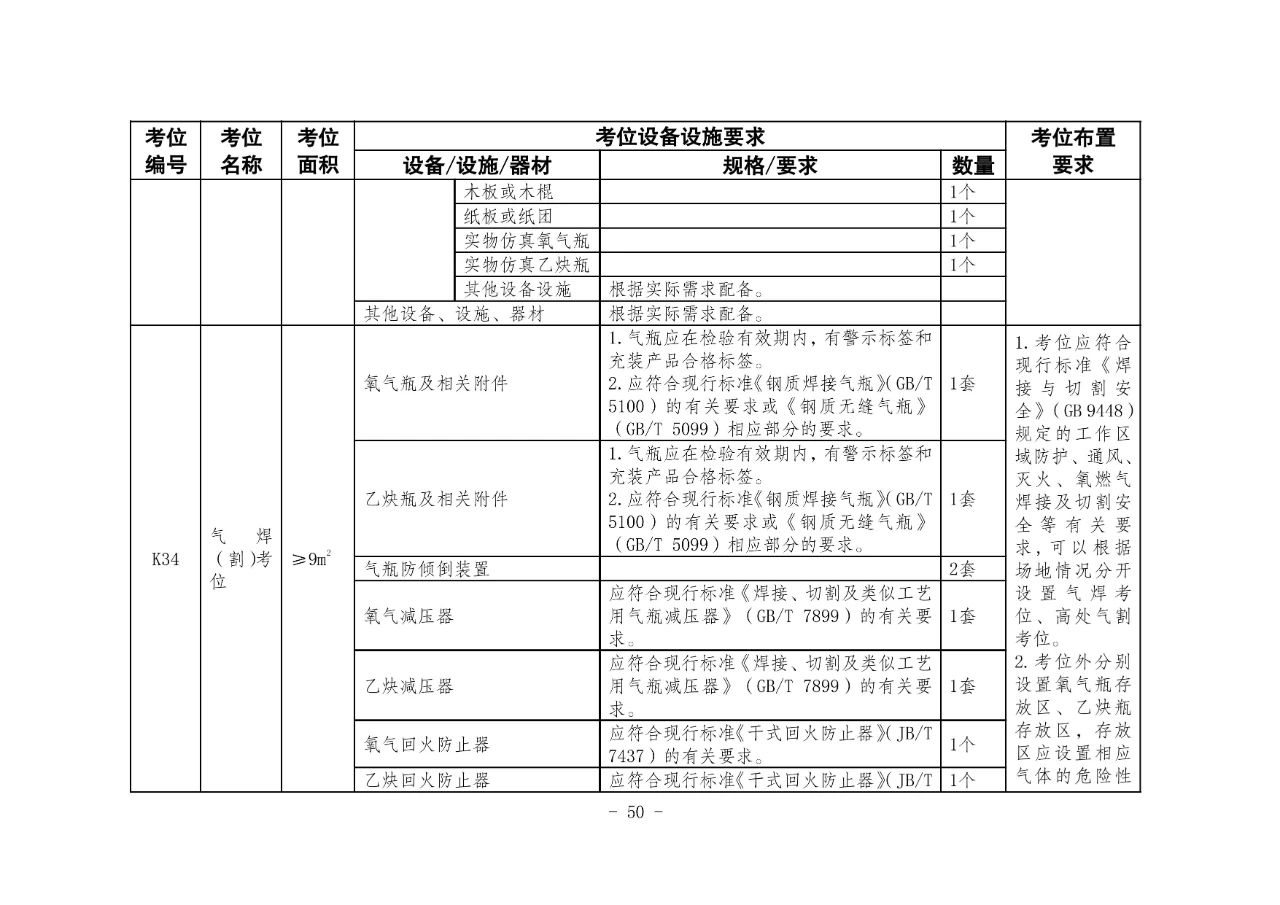 考位编号 考位名称 考位面积 考位设备设施要求 考位布置要求
设备/设施/器材 规格/要求 数量
木板或木棍 1个
纸板或纸团 1个
实物仿真氧气瓶 1个
实物仿真乙炔瓶 1个
其他设备设施 根据实际需求配备。
其他设备、设施、器材 根据实际需求配备。
K34
气焊
（割）考
位
≥9m²
氧气瓶及相关附件
1.气瓶应在检验有效期内，有警示标签和
充装产品合格标签。
2.应符合现行标准《钢质焊接气瓶》（GB/T
5100）的有关要求或《钢质无缝气瓶》
（GB/T 5099）相应部分的要求。
1套
乙炔瓶及相关附件
1.气瓶应在检验有效期内，有警示标签和
充装产品合格标签。
2.应符合现行标准《钢质焊接气瓶》（GB/T
5100）的有关要求或《钢质无缝气瓶》
（GB/T 5099）相应部分的要求。
1套
气瓶防倾倒装置 2套
氧气减压器
应符合现行标准《焊接、切割及类似工艺
用气瓶减压器》（GB/T 7899）的有关要
求。
1套
乙炔减压器
应符合现行标准《焊接、切割及类似工艺
用气瓶减压器》（GB/T 7899）的有关要
求。
1套
氧气回火防止器
应符合现行标准《干式回火防止器》（JB/T
7437）的有关要求。
1个
乙炔回火防止器 应符合现行标准《干式回火防止器》（JB/T 1个
1.考位应符合
现行标准《焊
接与切割安
全》（GB 9448）
规定的工作区
域防护、通风、
灭火、氧燃气
焊接及切割安
全等有关要
求，可以根据
场地情况分开
设置气焊考
位、高处气割
考位。
2.考位外分别
设置氧气瓶存
放区、乙炔瓶
存放区，存放
区应设置相应
气体的危险性
- 50 -